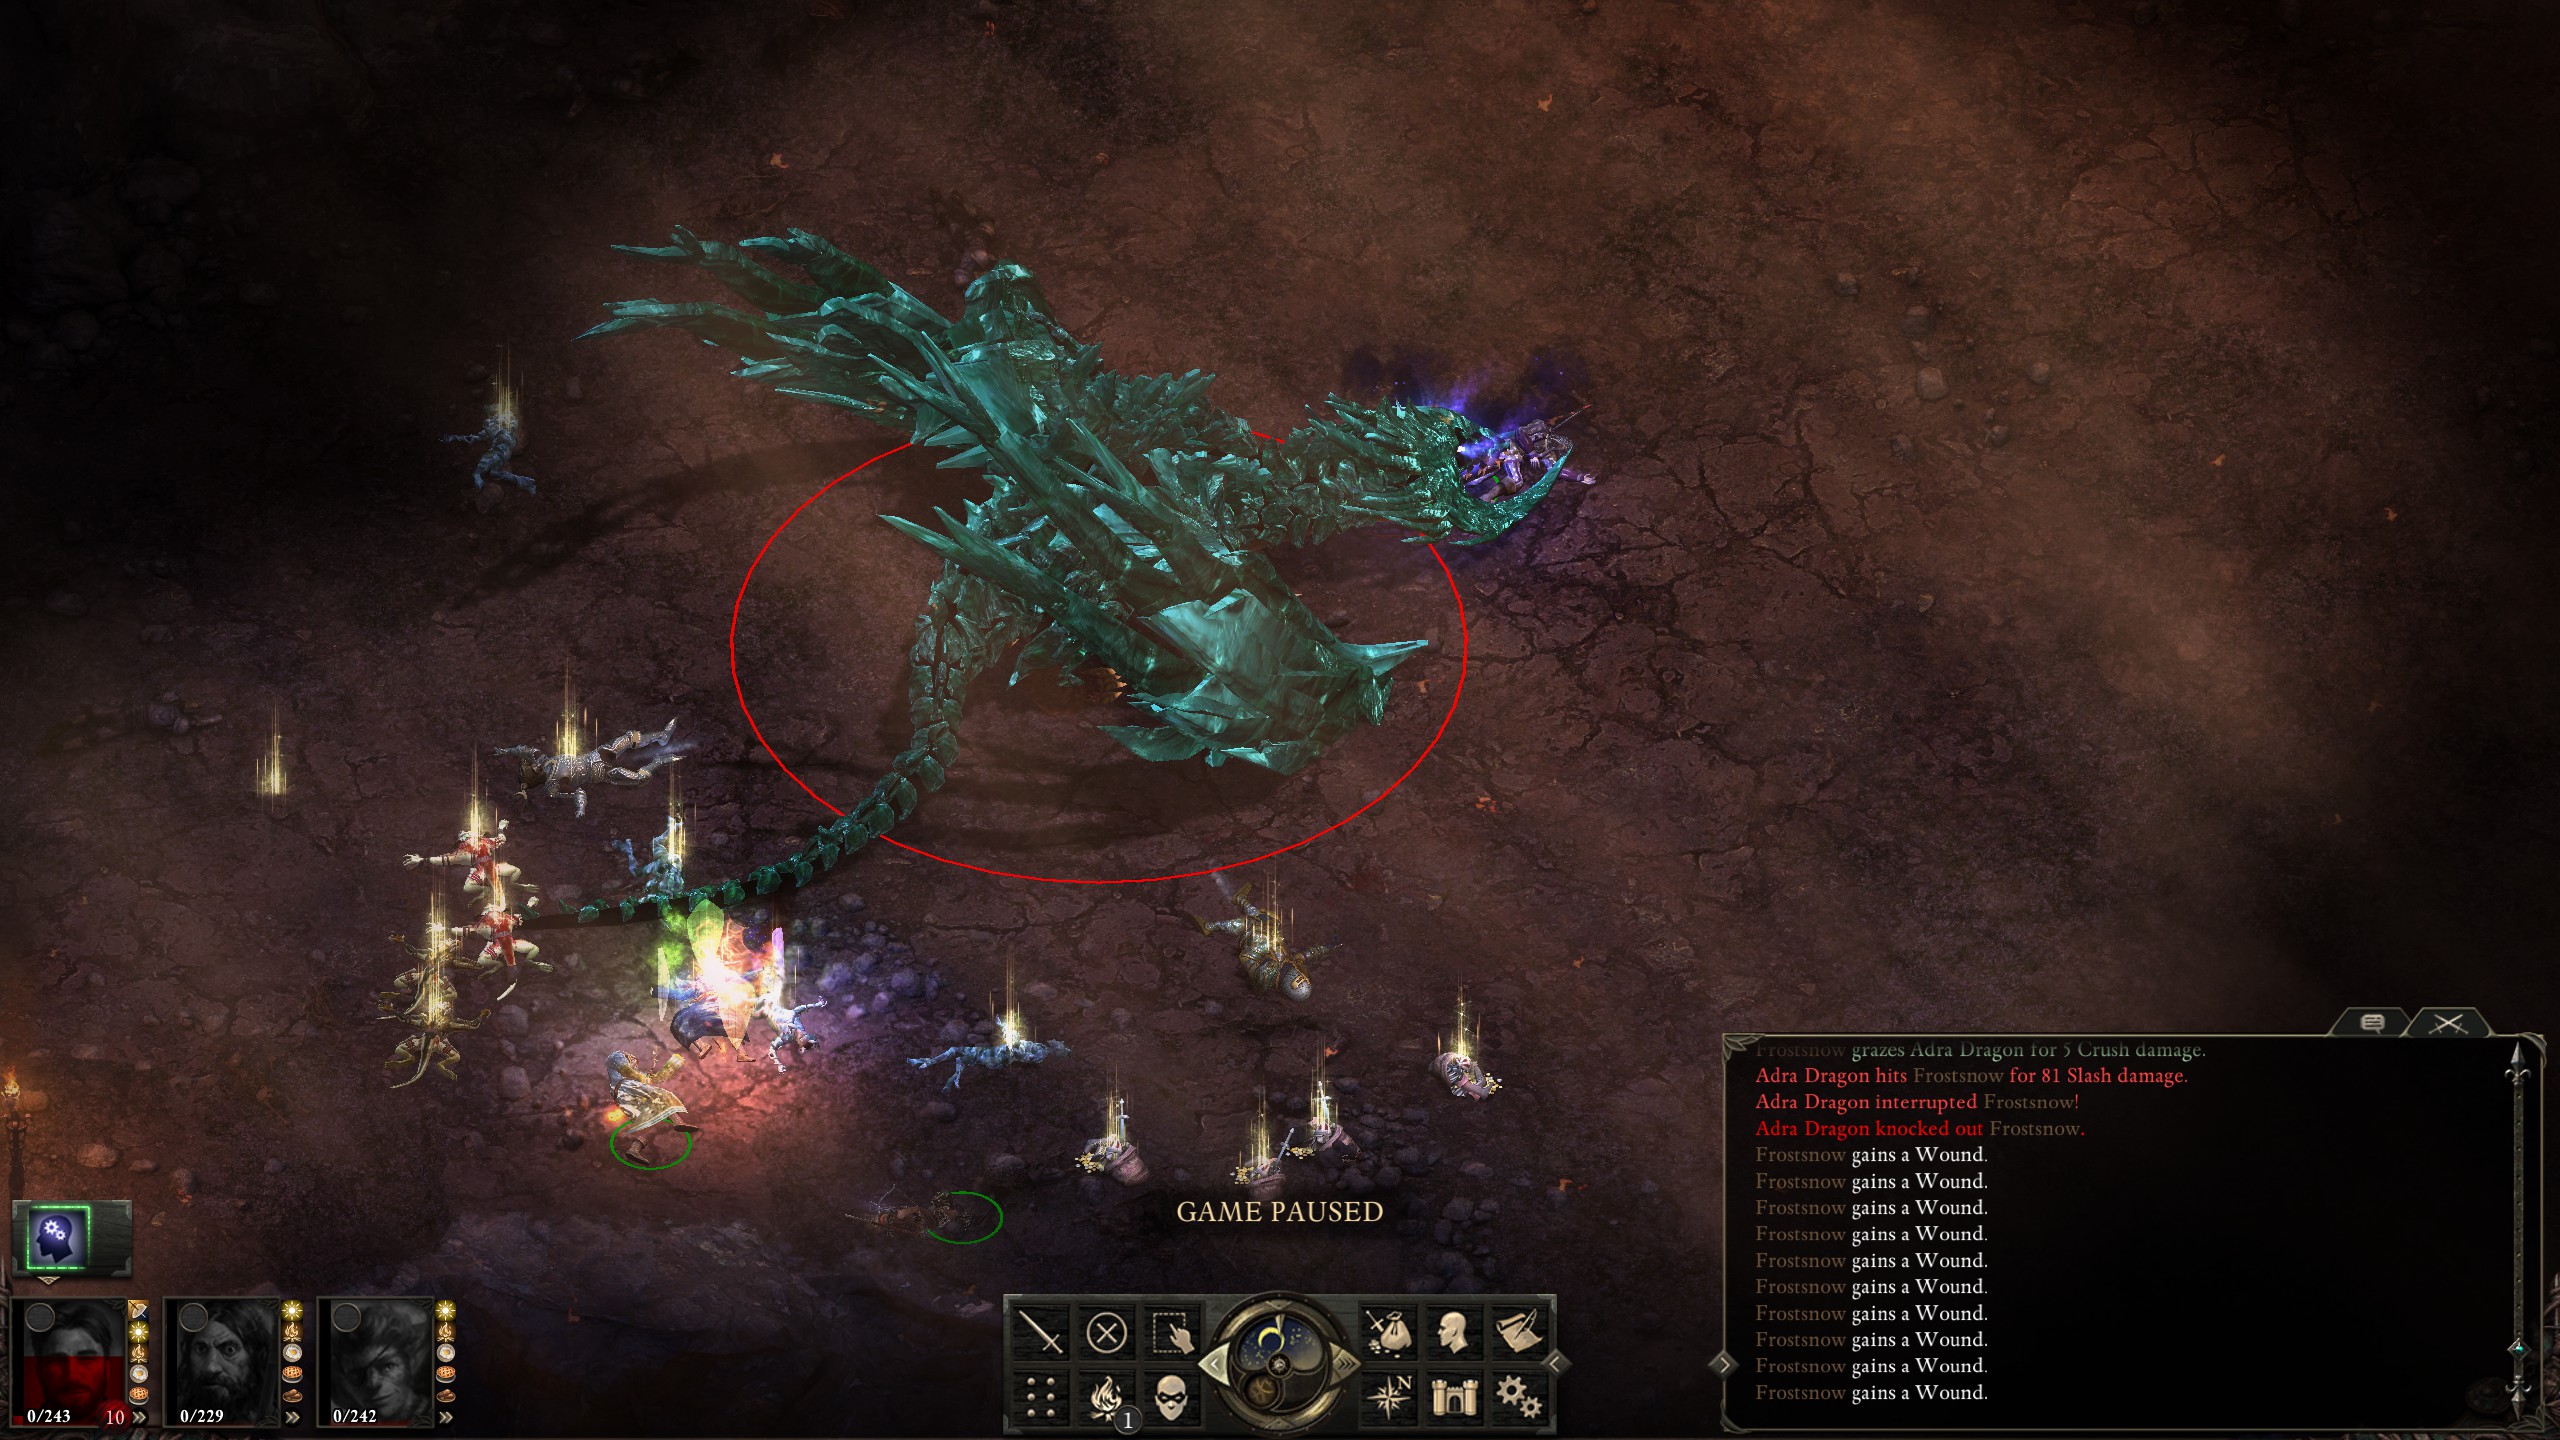 Frostsnow grazes Adra Dragon for 5 Crush damage.
Adra Dragon hits Frostsnow for 81 Slash damage.
Adra Dragon interrupted Frostsnow!
Adra Dragon knocked out Frostsnow.
Frostsnow gains a Wound.
Frostsnow gains a Wound.
Frostsnow gains a Wound.
Frostsnow gains a Wound.
Frostsnow gains a Wound.
Frostsnow gains a Wound.
Frostsnow gains a Wound.
Frostsnow gains a Wound.
Frostsnow gains a Wound.
Frostsnow gains a Wound.
GAME PAUSED
0/243 10
0/229
0/242
1
N